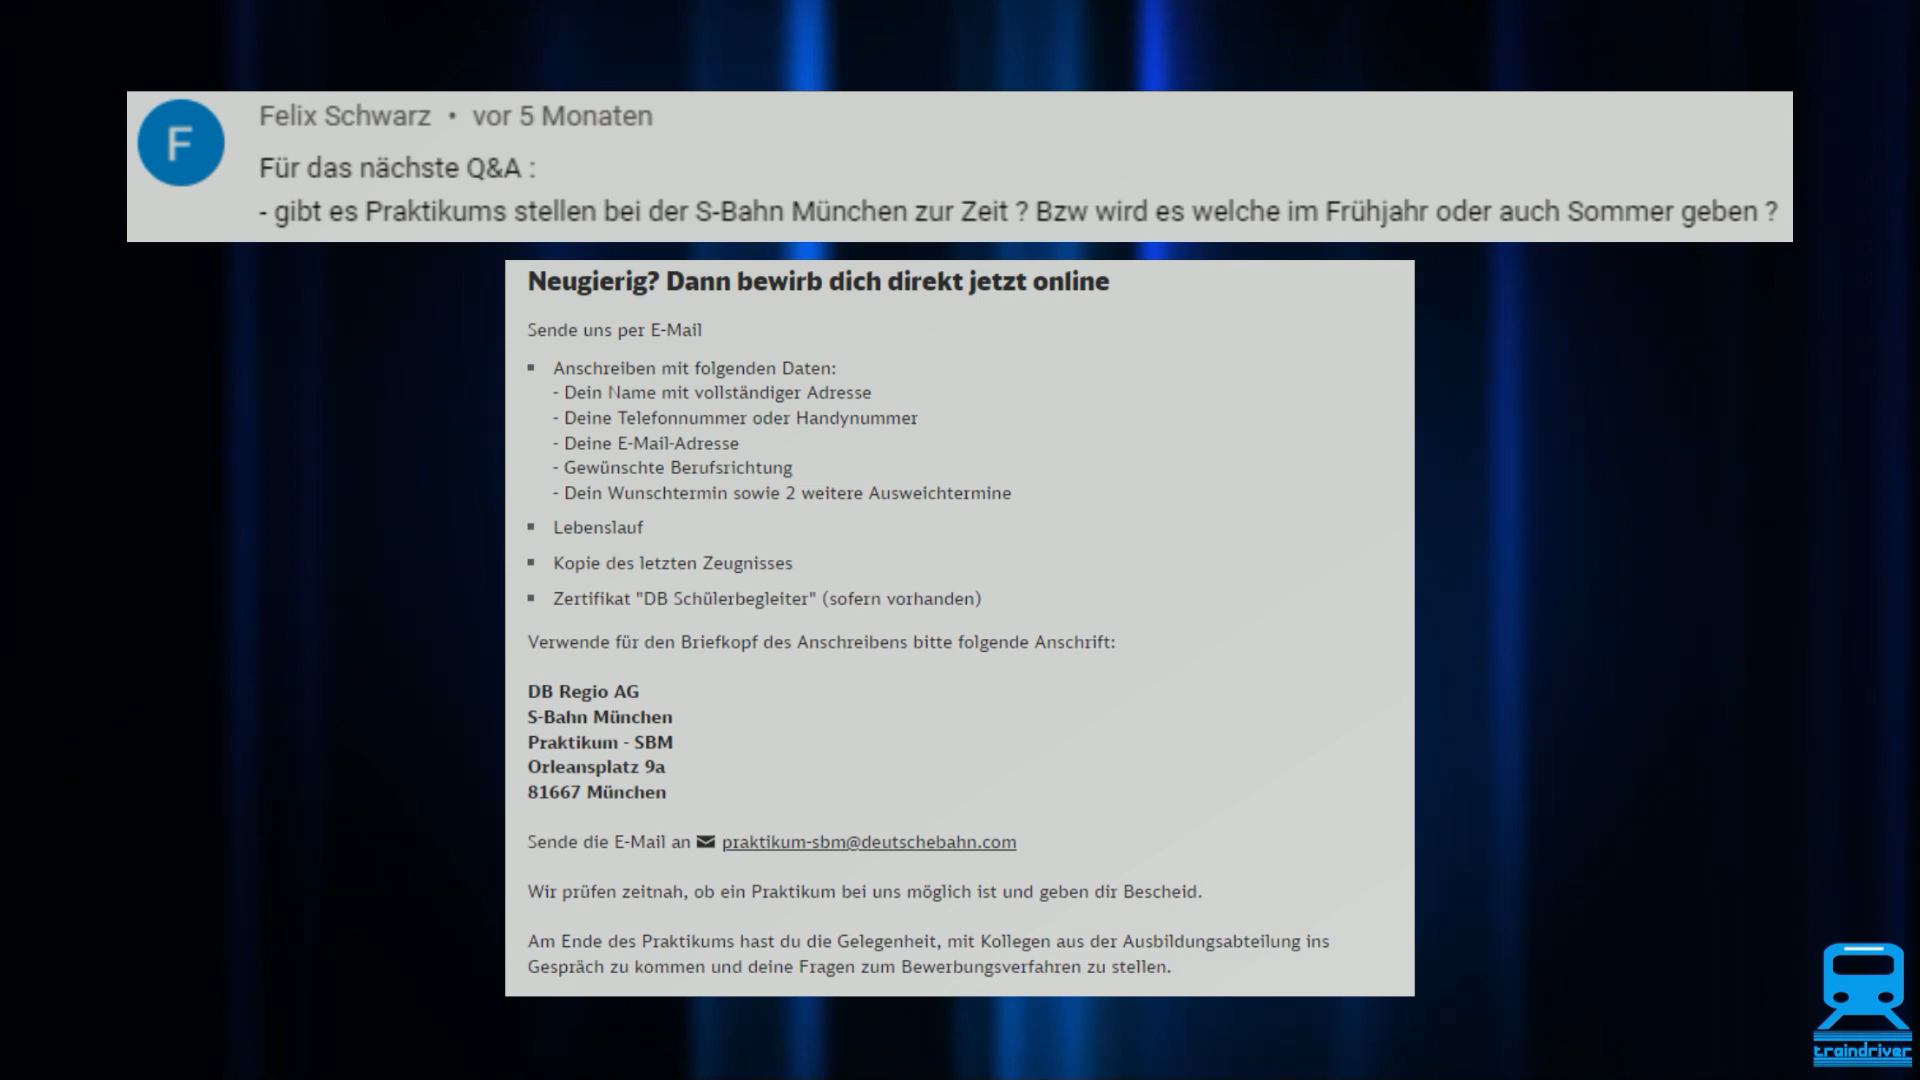 F
Felix Schwarz • vor 5 Monaten
Für das nächste Q&A :
- gibt es Praktikums stellen bei der S-Bahn München zur Zeit ? Bzw wird es welche im Frühjahr oder auch Sommer geben ?
Neugierig? Dann bewirb dich direkt jetzt online
Sende uns per E-Mail
▪ Anschreiben mit folgenden Daten:
- Dein Name mit vollständiger Adresse
- Deine Telefonnummer oder Handynummer
- Deine E-Mail-Adresse
- Gewünschte Berufsrichtung
- Dein Wunschtermin sowie 2 weitere Ausweichtermine
▪ Lebenslauf
▪ Kopie des letzten Zeugnisses
▪ Zertifikat "DB Schülerbegleiter" (sofern vorhanden)
Verwende für den Briefkopf des Anschreibens bitte folgende Anschrift:
DB Regio AG
S-Bahn München
Praktikum - SBM
Orleansplatz 9a
81667 München
Sende die E-Mail an praktikum-sbm@deutschebahn.com
Wir prüfen zeitnah, ob ein Praktikum bei uns möglich ist und geben dir Bescheid.
Am Ende des Praktikums hast du die Gelegenheit, mit Kollegen aus der Ausbildungsabteilung ins
Gespräch zu kommen und deine Fragen zum Bewerbungsverfahren zu stellen.
traindriver